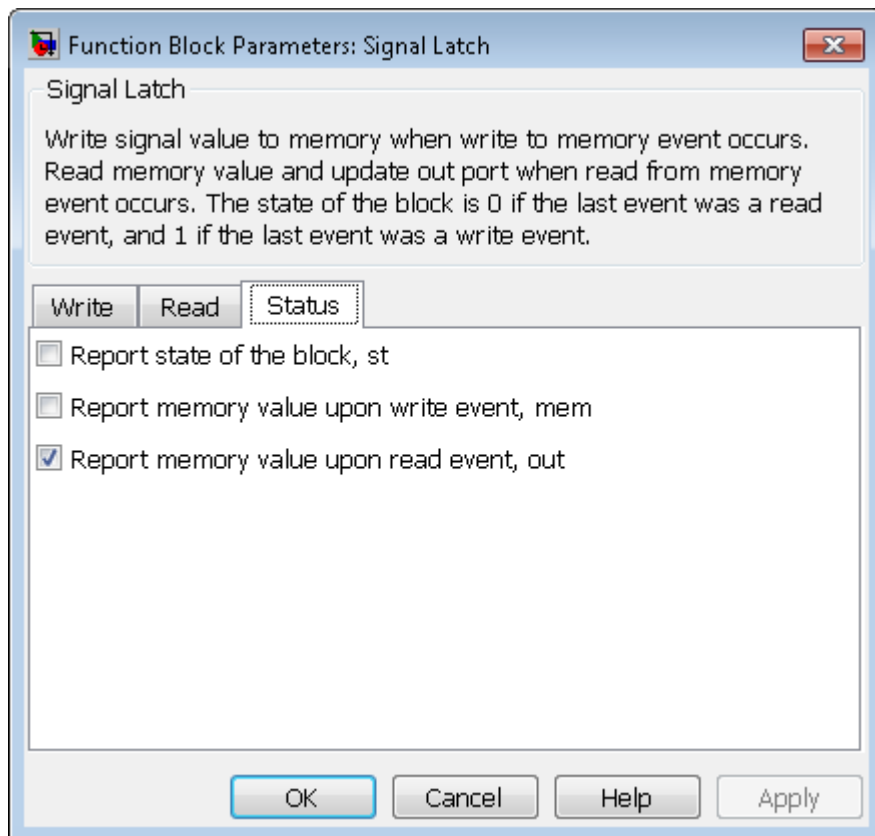 Function Block Parameters: Signal Latch
Signal Latch
Write signal value to memory when write to memory event occurs.
Read memory value and update out port when read from memory
event occurs. The state of the block is 0 if the last event was a read
event, and 1 if the last event was a write event.
Write Read Status
Report state of the block, st
Report memory value upon write event, mem
Report memory value upon read event, out
OK Cancel Help Apply